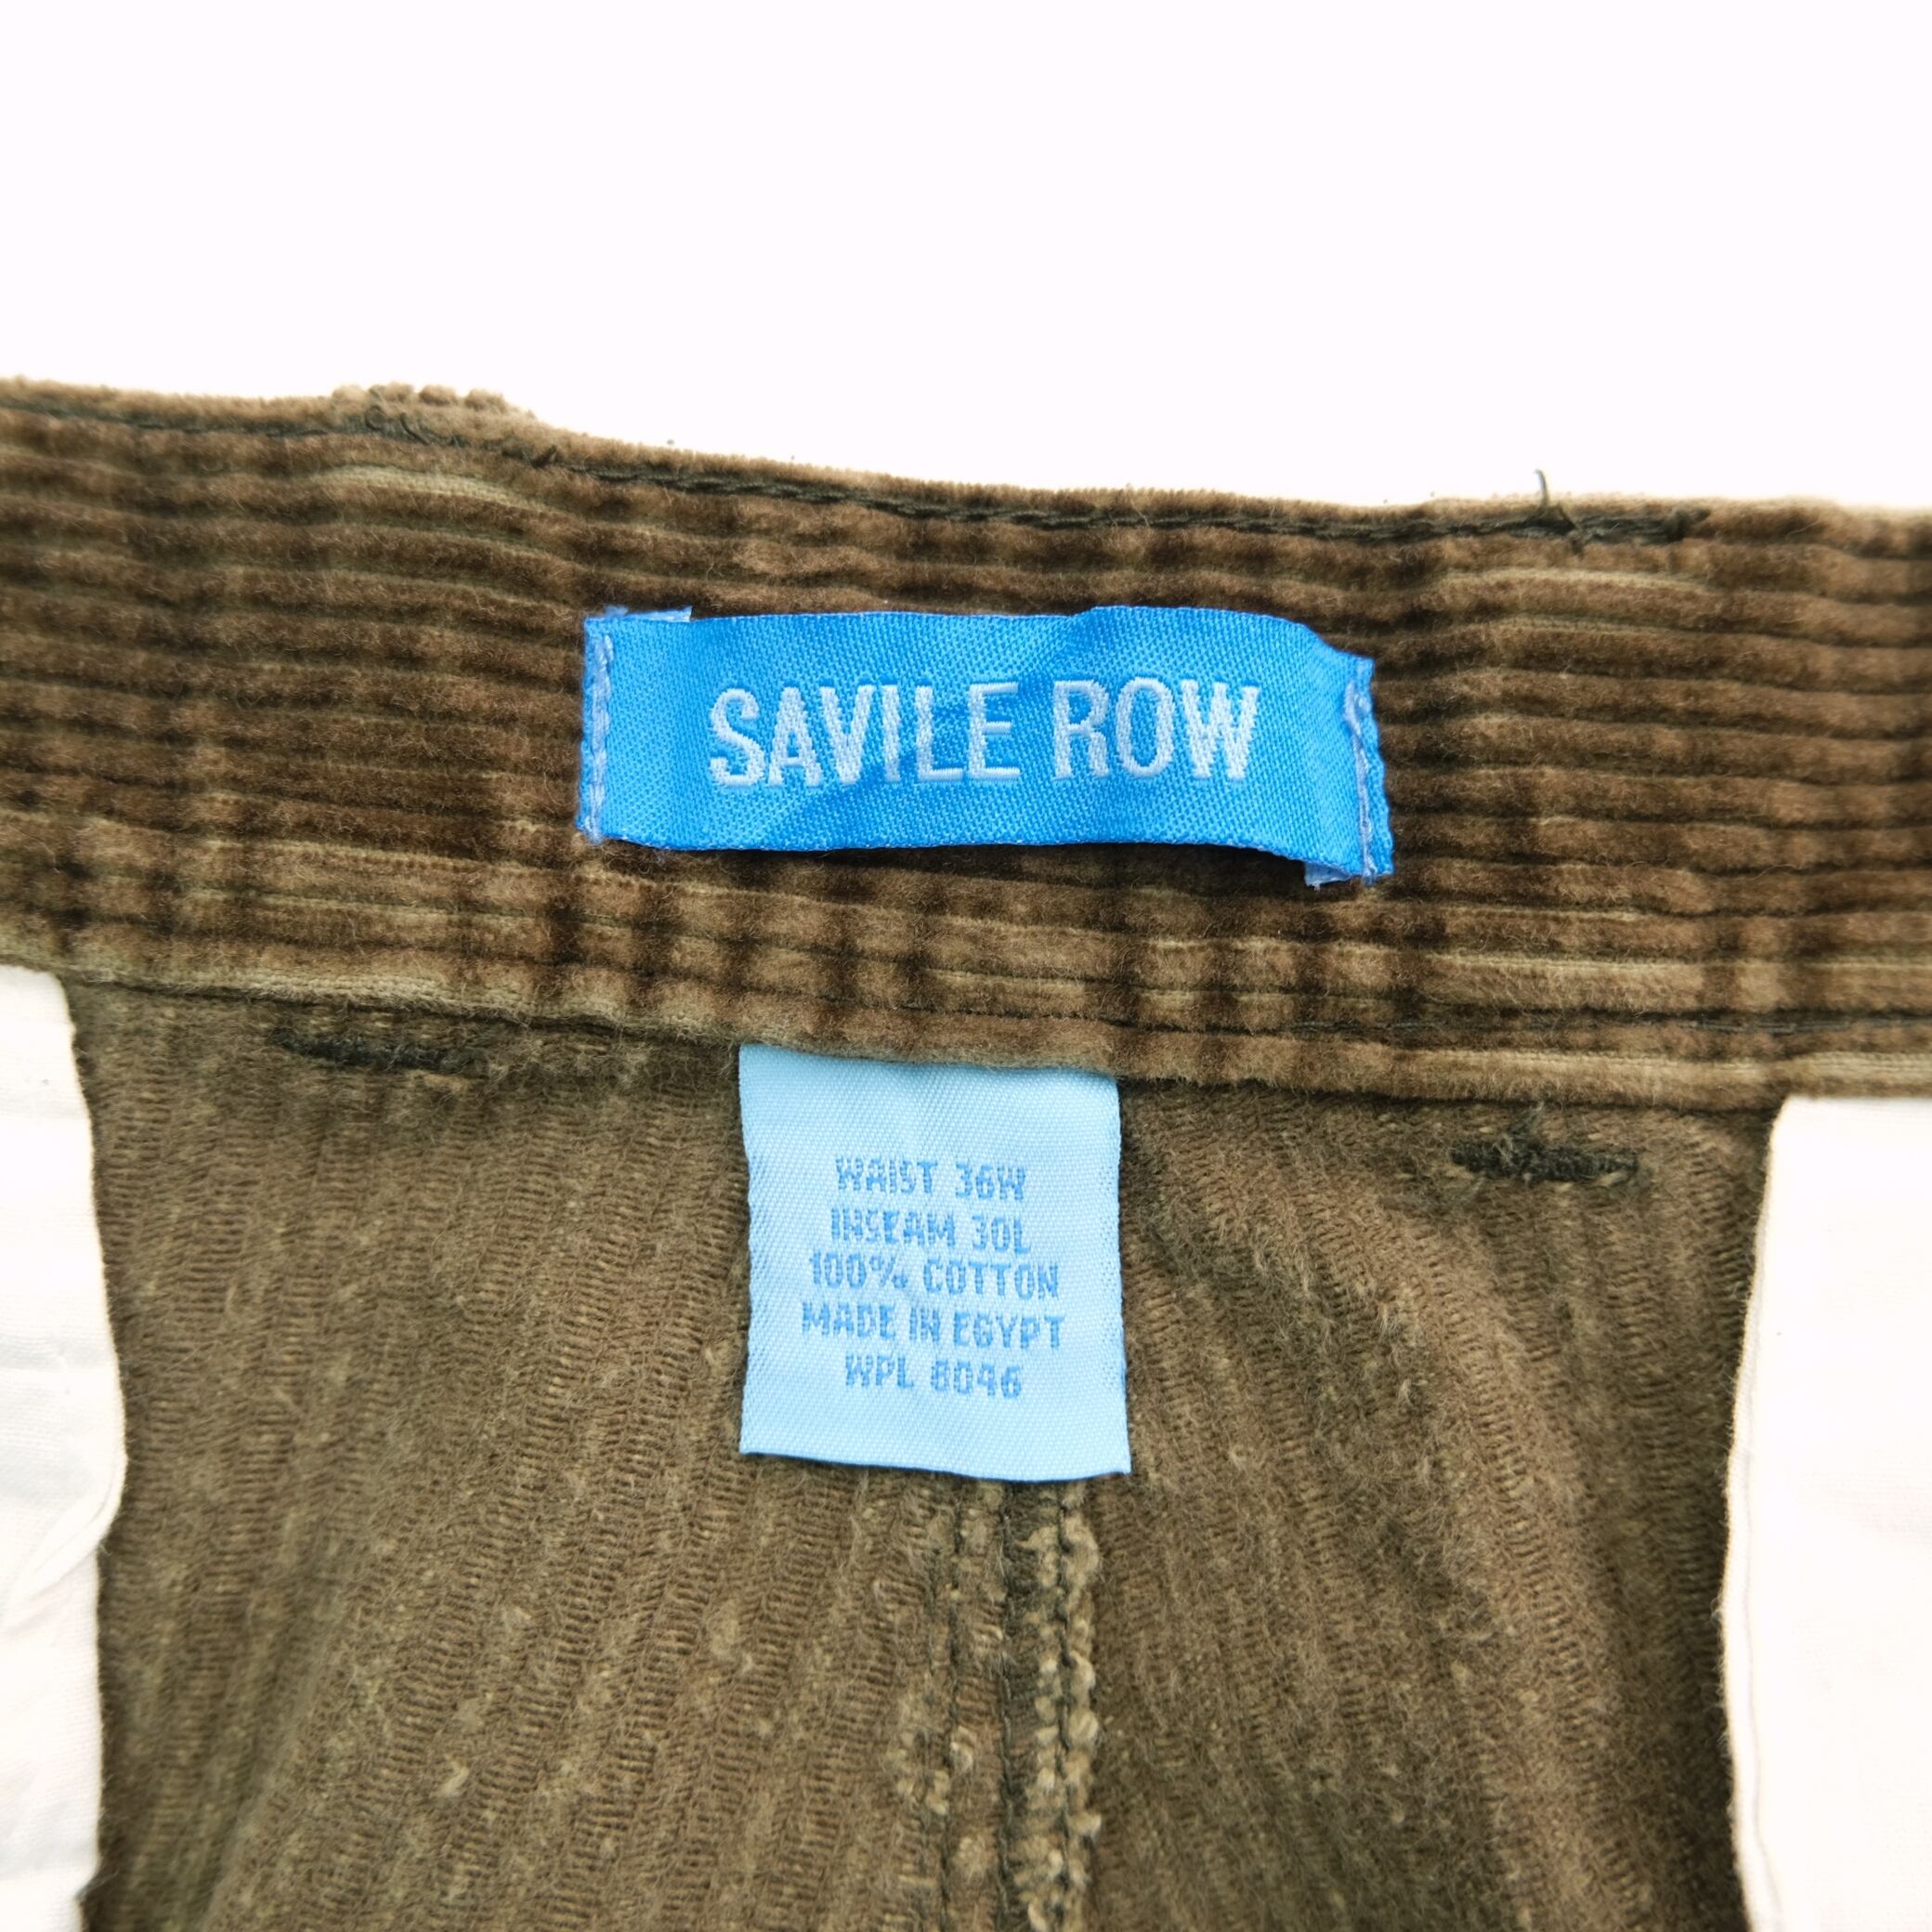 SAVILE ROW
WAIST 36W
INSEAM 30L
100% COTTON
MADE IN EGYPT
WPL 8046